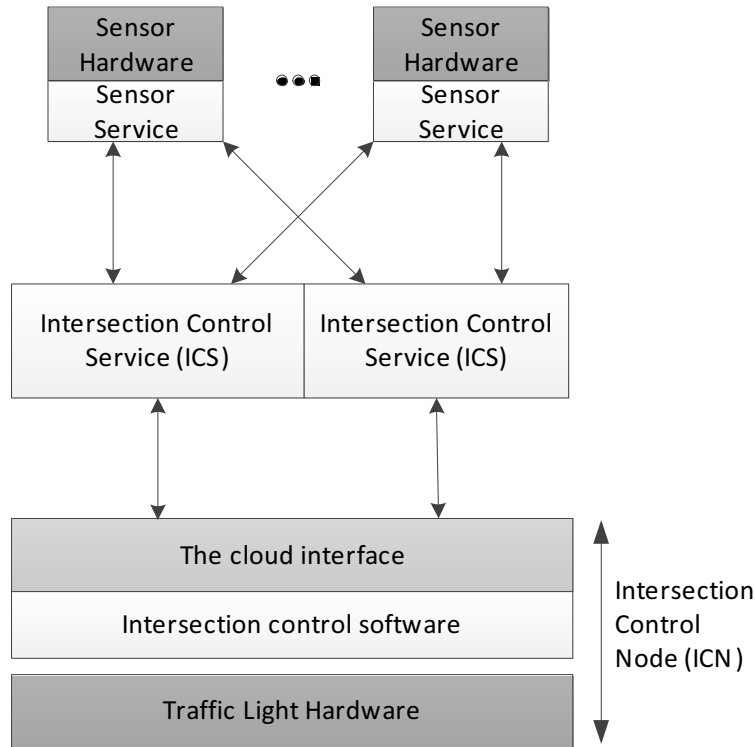 Sensor
Hardware
Sensor
Service
Sensor
Hardware
Sensor
Service
Intersection Control
Service (ICS)
Intersection Control
Service (ICS)
The cloud interface
Intersection control software
Traffic Light Hardware
Intersection
Control
Node (ICN)